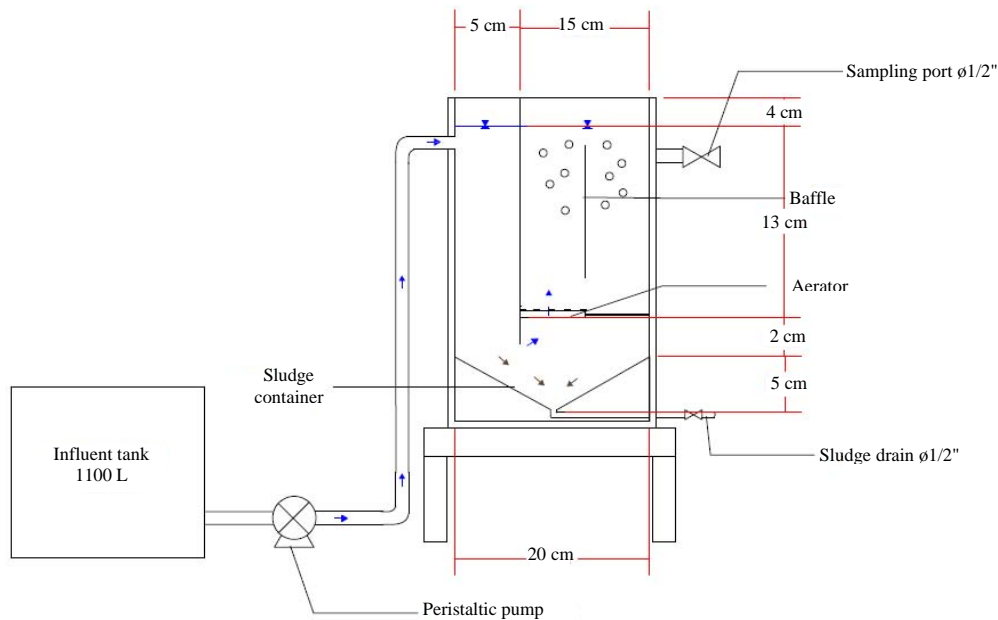 5 cm
15 cm
Sampling port ø1/2"
4 cm
Baffle
13 cm
Aerator
2 cm
Sludge
container
5 cm
Influent tank
1100 L
Sludge drain ø1/2"
20 cm
Peristaltic pump